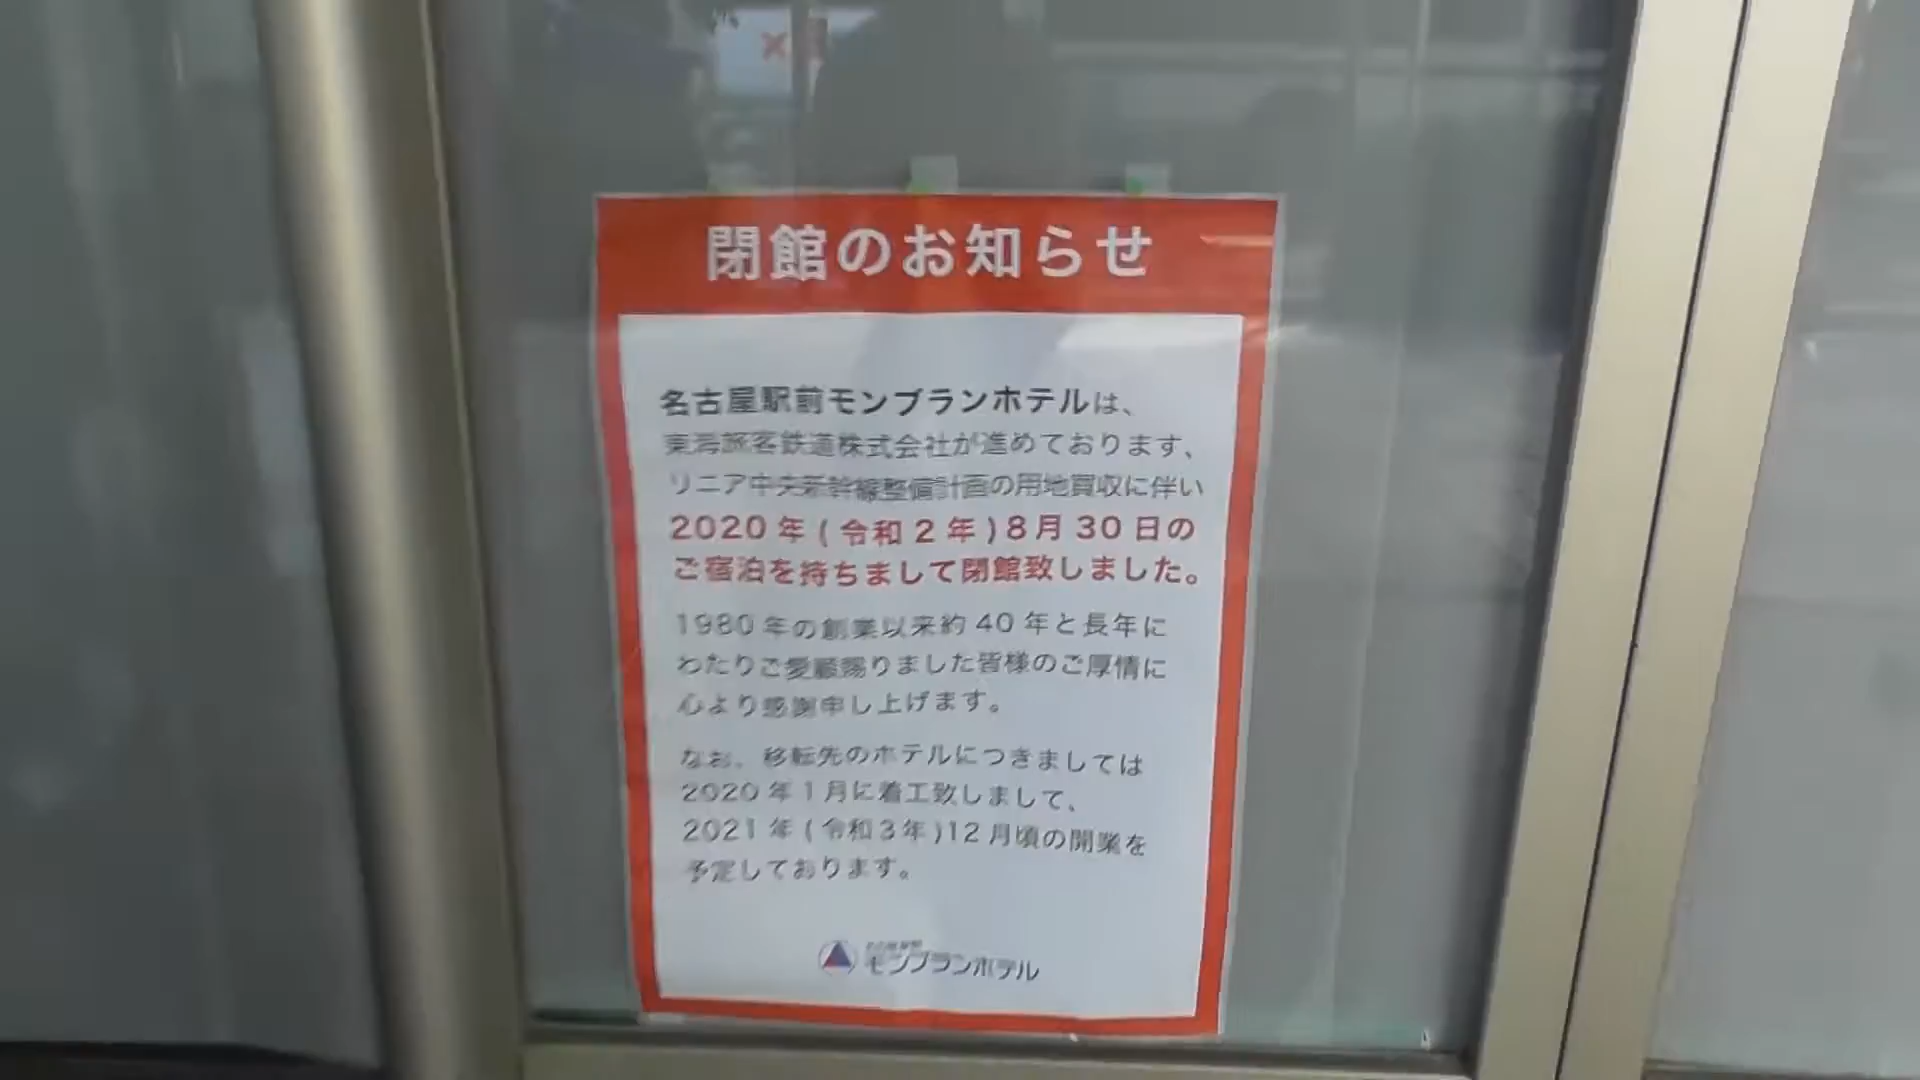 閉館のお知らせ
名古屋駅前モンブランホテルは、
東海旅客鉄道株式会社が進めております、
リニア中央新幹線整備計画の用地買収に伴い
2020年(令和2年)8月30日の
ご宿泊を持ちまして閉館致しました。
1980年の創業以来約40年と長年に
わたりご愛顧賜りました皆様のご厚情に
心より感謝申し上げます。
なお、移転先のホテルにつきましては
2020年1月に着工致しまして、
2021年(令和3年)12月頃の開業を
予定しております。
モンブランホテル